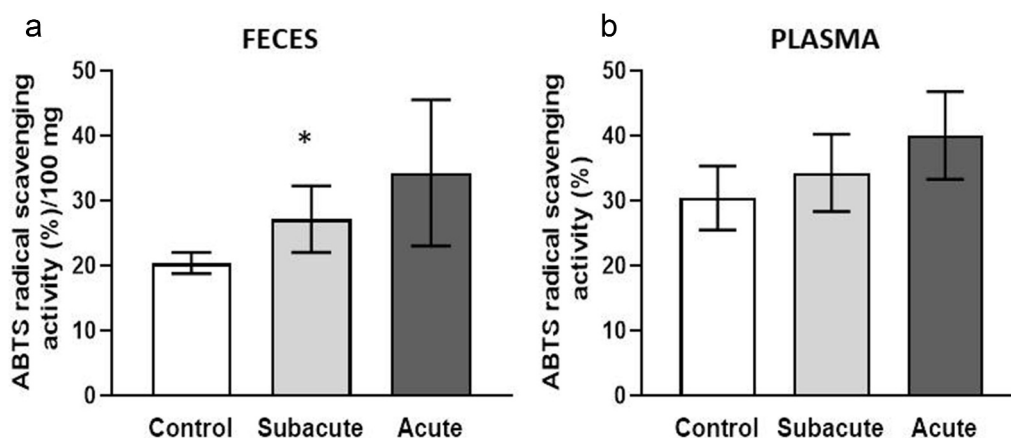 a
FECES
ABTS radical scavenging
activity (%)/100 mg
50
40
30
20
10
0
*
Control Subacute Acute
b
PLASMA
ABTS radical scavenging
activity (%)
50
40
30
20
10
0
Control Subacute Acute